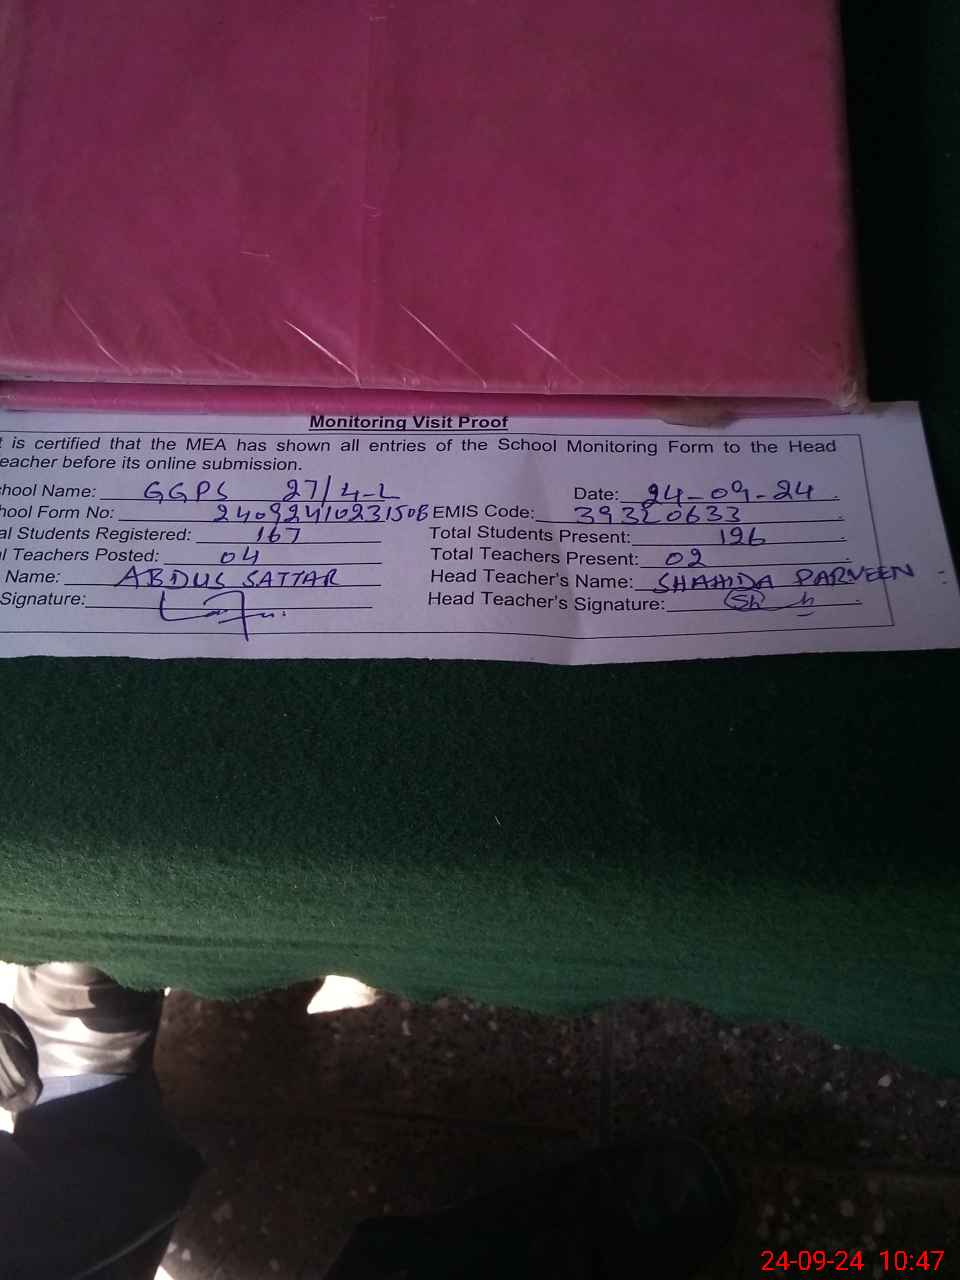 Monitoring Visit Proof
t is certified that the MEA has shown all entries of the School Monitoring Form to the Head
eacher before its online submission.
chool Name: GGPS 27/4-L Date: 24-09-24
hool Form No: 240924102315OB EMIS Code: 39320633
al Students Registered: 167 Total Students Present: 126
al Teachers Posted: 04 Total Teachers Present: 02
Name: ABDUS SATTAR Head Teacher's Name: SHAHIDA PARVEEN
Signature: Head Teacher's Signature:
24-09-24 10:47